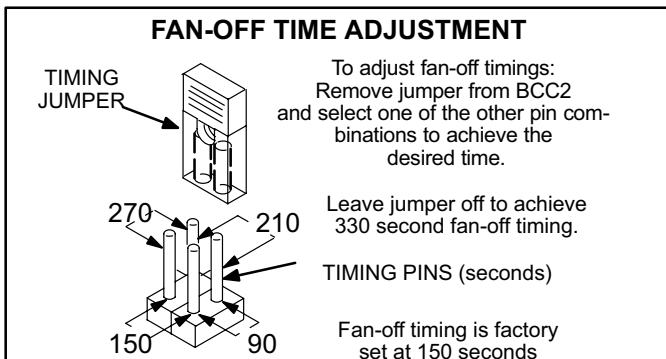 FAN-OFF TIME ADJUSTMENT
TIMING
JUMPER
To adjust fan-off timings:
Remove jumper from BCC2
and select one of the other pin com-
binations to achieve the
desired time.
270
210
Leave jumper off to achieve
330 second fan-off timing.
TIMING PINS (seconds)
150
90
Fan-off timing is factory
set at 150 seconds